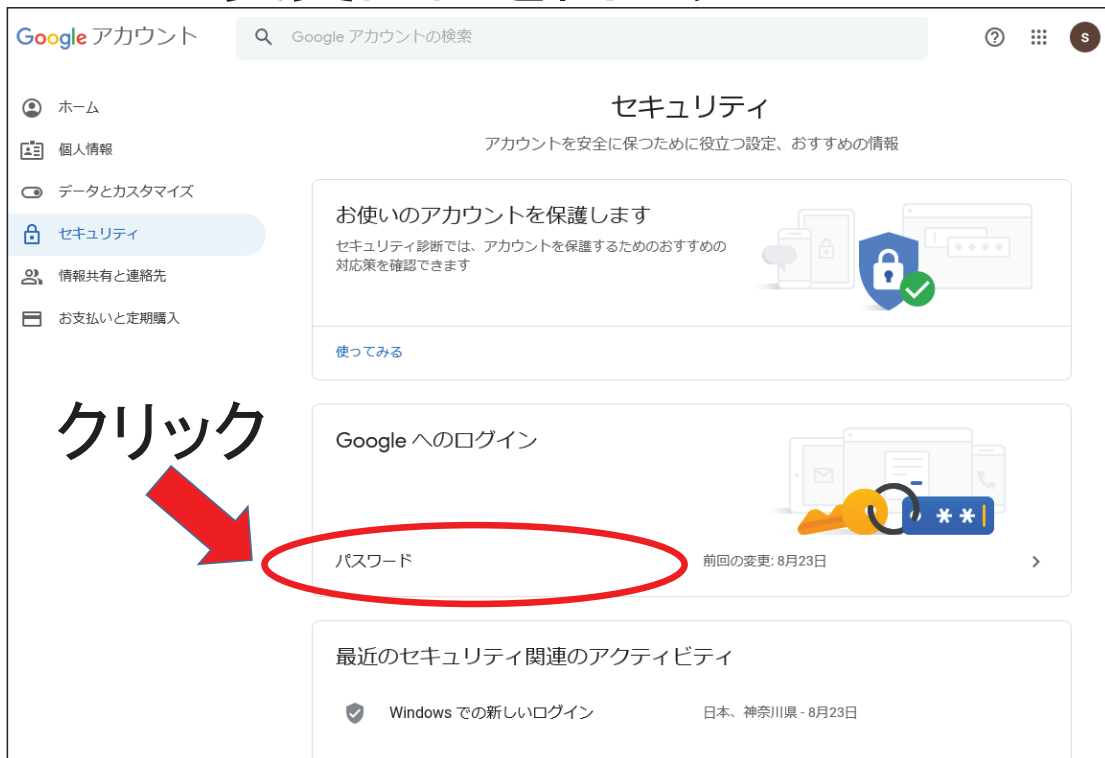 Google アカウント
Google アカウントの検索
S
ホーム
個人情報
データとカスタマイズ
セキュリティ
情報共有と連絡先
お支払いと定期購入
セキュリティ
アカウントを安全に保つために役立つ設定、おすすめの情報
お使いのアカウントを保護します
セキュリティ診断では、アカウントを保護するためのおすすめの
対応策を確認できます
****
使ってみる
クリック
Google へのログイン
**|
パスワード
前回の変更: 8月23日
最近のセキュリティ関連のアクティビティ
Windows での新しいログイン
日本、神奈川県 - 8月23日